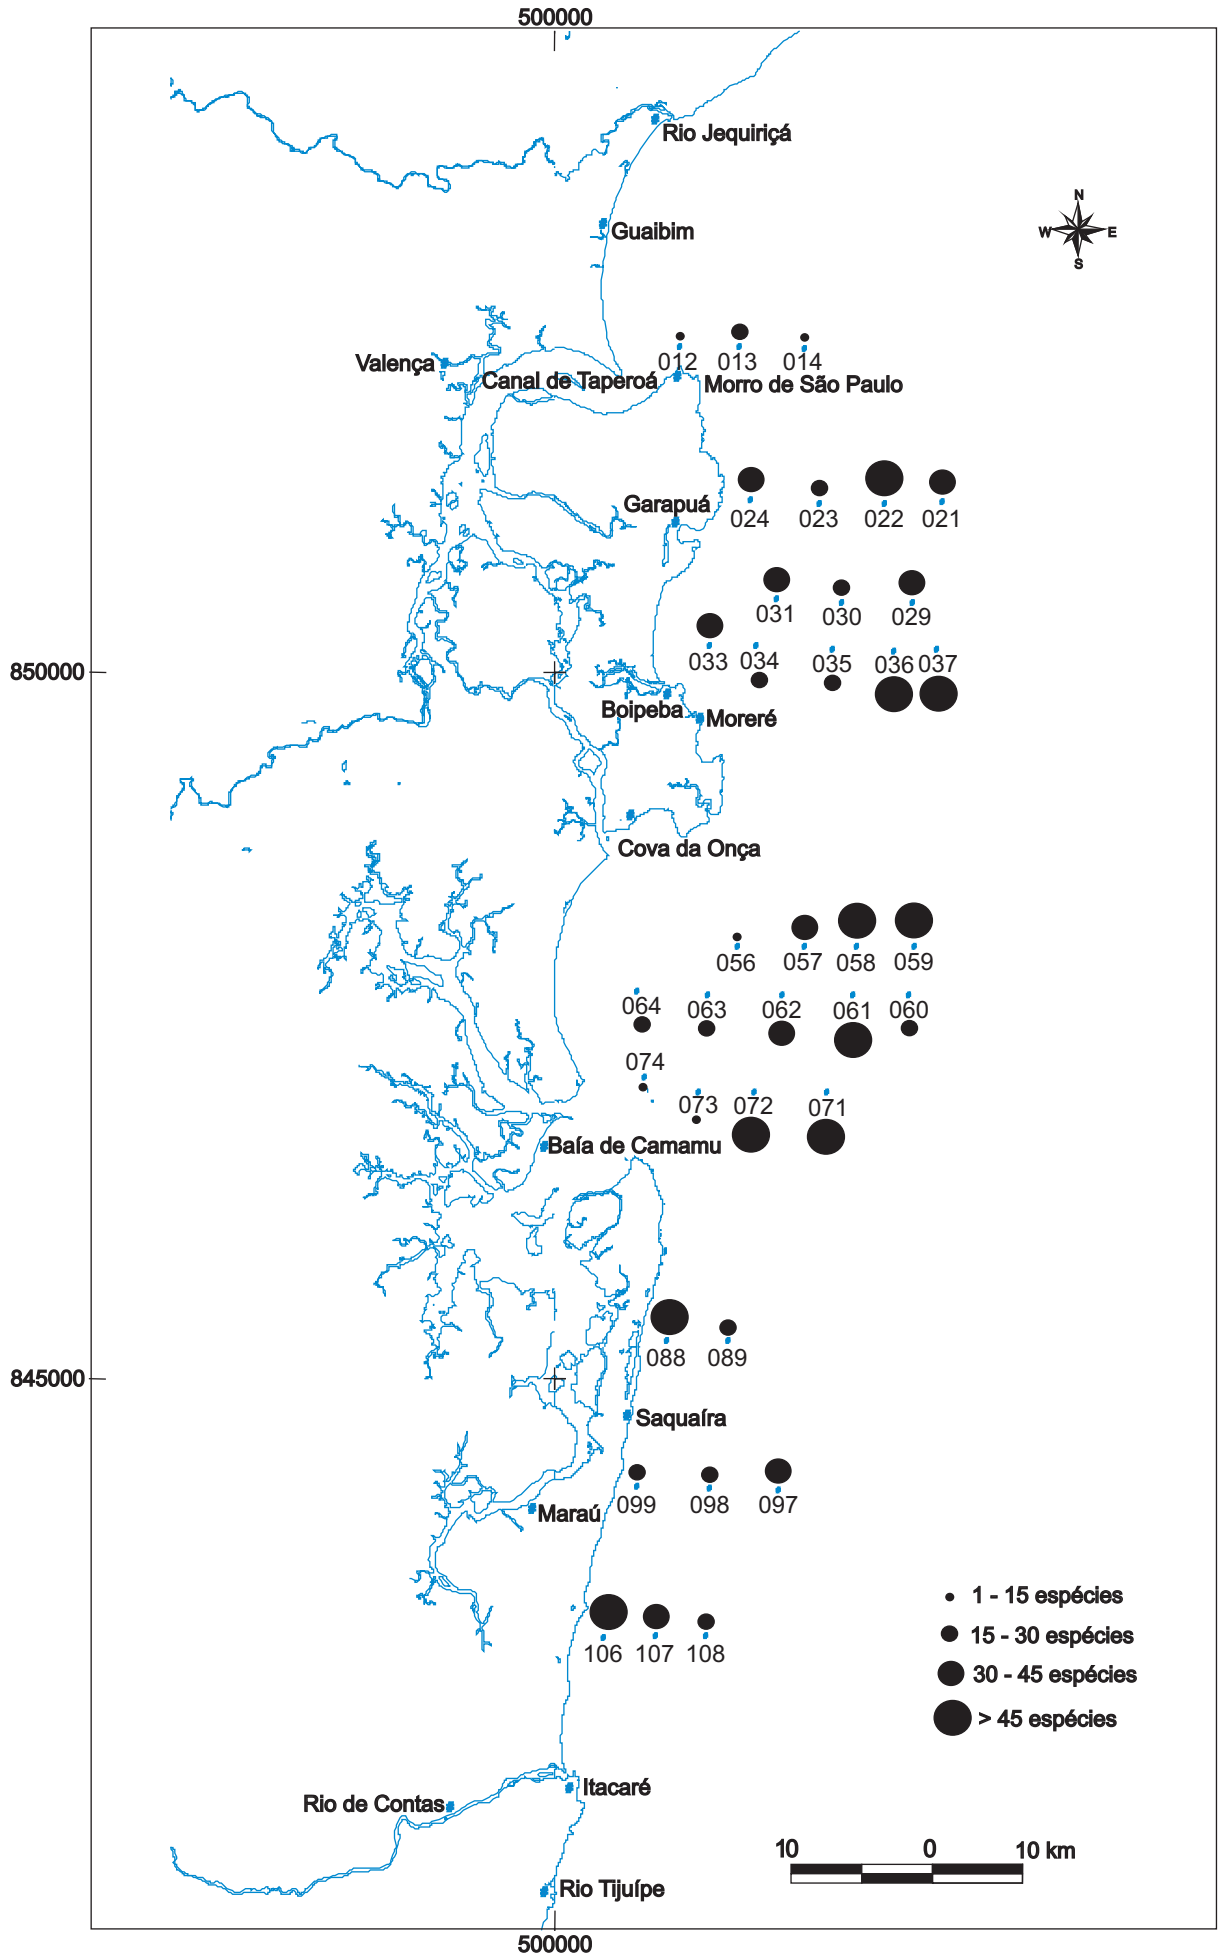 500000
Rio Jequiriçá
N
W E
S
Guaibim
012 013 014
Valença
Canal de Taperoá
Morro de São Paulo
Garapuá
024 023 022 021
031 030 029
033 034 035 036 037
850000
Boipeba
Moreré
Cova da Onça
056 057 058 059
064 063 062 061 060
074
073 072 071
Baía de Camamu
088 089
845000
Saquaíra
099 098 097
Maraú
1 - 15 espécies
15 - 30 espécies
30 - 45 espécies
> 45 espécies
106 107 108
Itacaré
Rio de Contas
10 0 10 km
Rio Tijuípe
500000